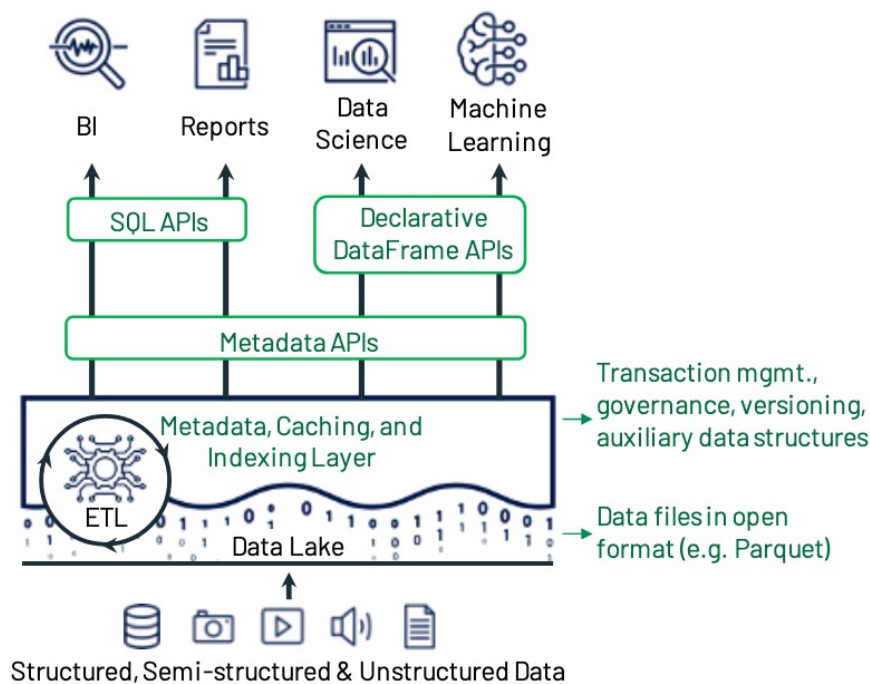 BI
Reports
Data
Science
Machine
Learning
SQL APIs
Declarative
DataFrame APIs
Metadata APIs
Metadata, Caching, and
Indexing Layer
Transaction mgmt.,
governance, versioning,
auxiliary data structures
ETL
Data Lake
Data files in open
format (e.g. Parquet)
Structured, Semi-structured & Unstructured Data